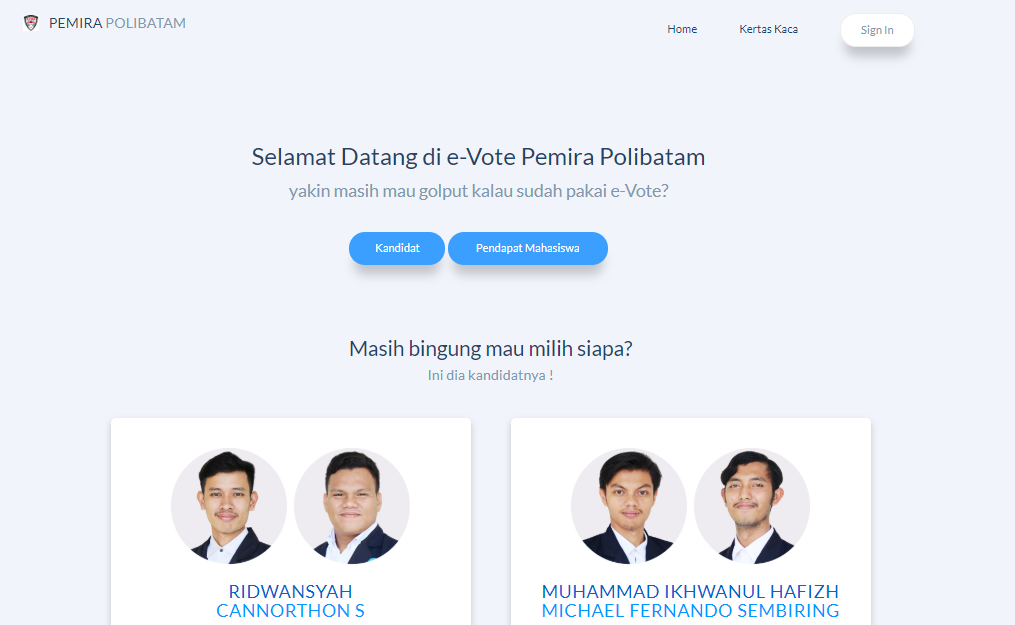 PEMIRA POLIBATAM
Home
Kertas Kaca
Sign In
Selamat Datang di e-Vote Pemira Polibatam
yakin masih mau golput kalau sudah pakai e-Vote?
Kandidat
Pendapat Mahasiswa
Masih bingung mau milih siapa?
Ini dia kandidatnya !
RIDWANSYAH
CANNORTHON S
MUHAMMAD IKHWANUL HAFIZH
MICHAEL FERNANDO SEMBIRING